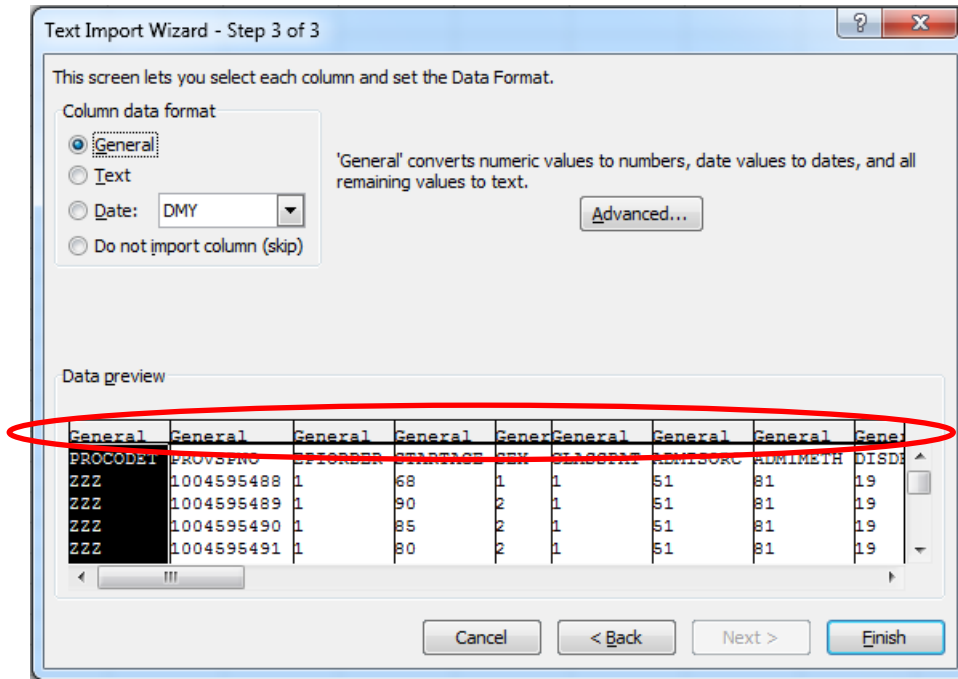 Text Import Wizard - Step 3 of 3
This screen lets you select each column and set the Data Format.
Column data format
General
Text
Date: DMY
Do not import column (skip)
'General' converts numeric values to numbers, date values to dates, and all
remaining values to text.
Advanced...
Data preview
General General General General Gener General General General Gener
PROCODET PROVSPNO EPIORDER STARTAGE SEX CLASSPAT ADMISORC ADMIMETH DISDE
ZZZ 1004595488 1 68 1 1 51 81 19
ZZZ 1004595489 1 90 2 1 51 81 19
ZZZ 1004595490 1 85 2 1 51 81 19
ZZZ 1004595491 1 80 2 1 51 81 19
Cancel < Back Next > Finish